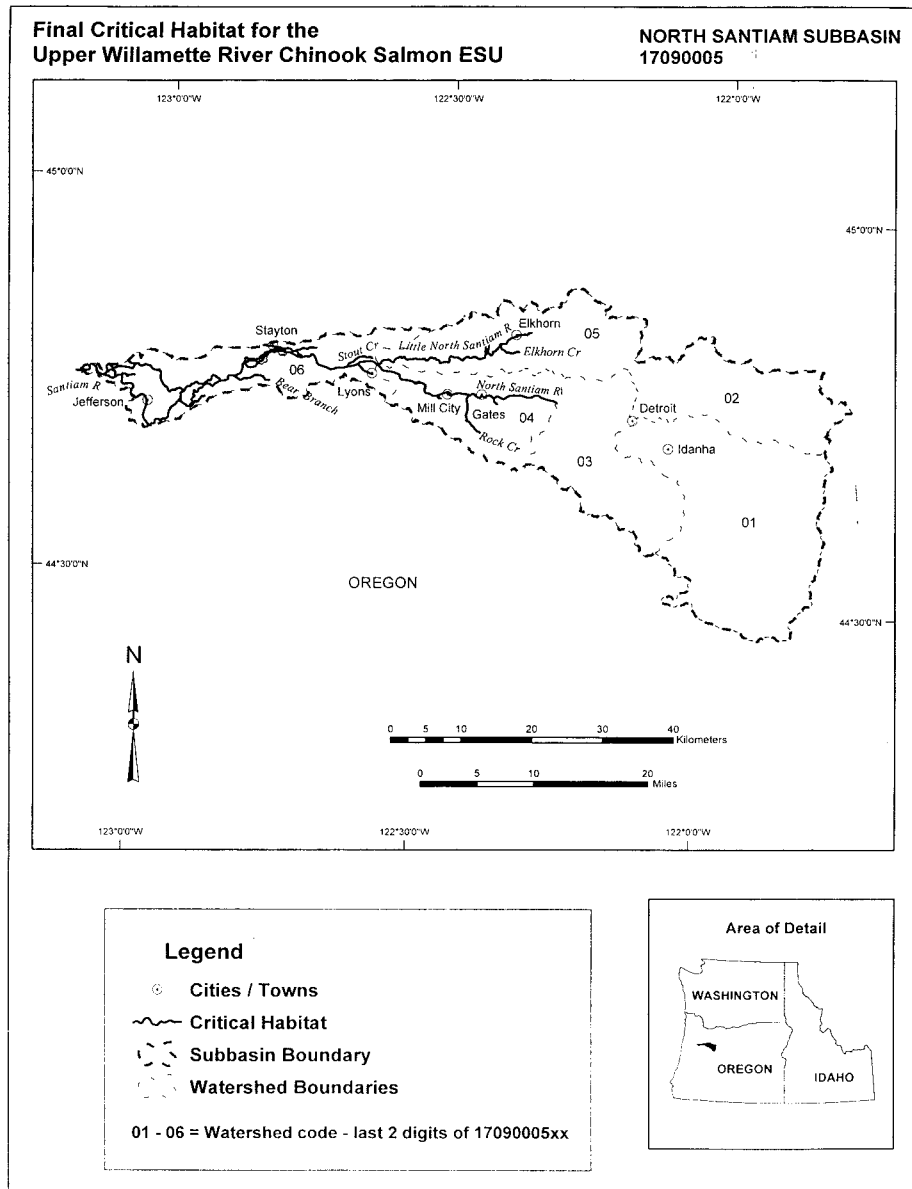 Final Critical Habitat for the
Upper Willamette River Chinook Salmon ESU
NORTH SANTIAM SUBBASIN
17090005
123°0'0"W
122°30'0"W
122°0'0"W
45°0'0"N
45°0'0"N
Elkhorn
05
Stayton
Little North Santiam R
Stout Cr
Elkhorn Cr
06
Santiam R
Bear Branch
Lyons
North Santiam R
02
Jefferson
Mill City
Gates
04
Detroit
Rock Cr
Idanha
03
01
44°30'0"N
OREGON
44°30'0"N
N
0 5 10 20 30 40
Kilometers
0 5 10 20
Miles
123°0'0"W
122°30'0"W
122°0'0"W
Legend
Cities / Towns
Critical Habitat
Subbasin Boundary
Watershed Boundaries
01 - 06 = Watershed code - last 2 digits of 17090005xx
Area of Detail
WASHINGTON
OREGON
IDAHO